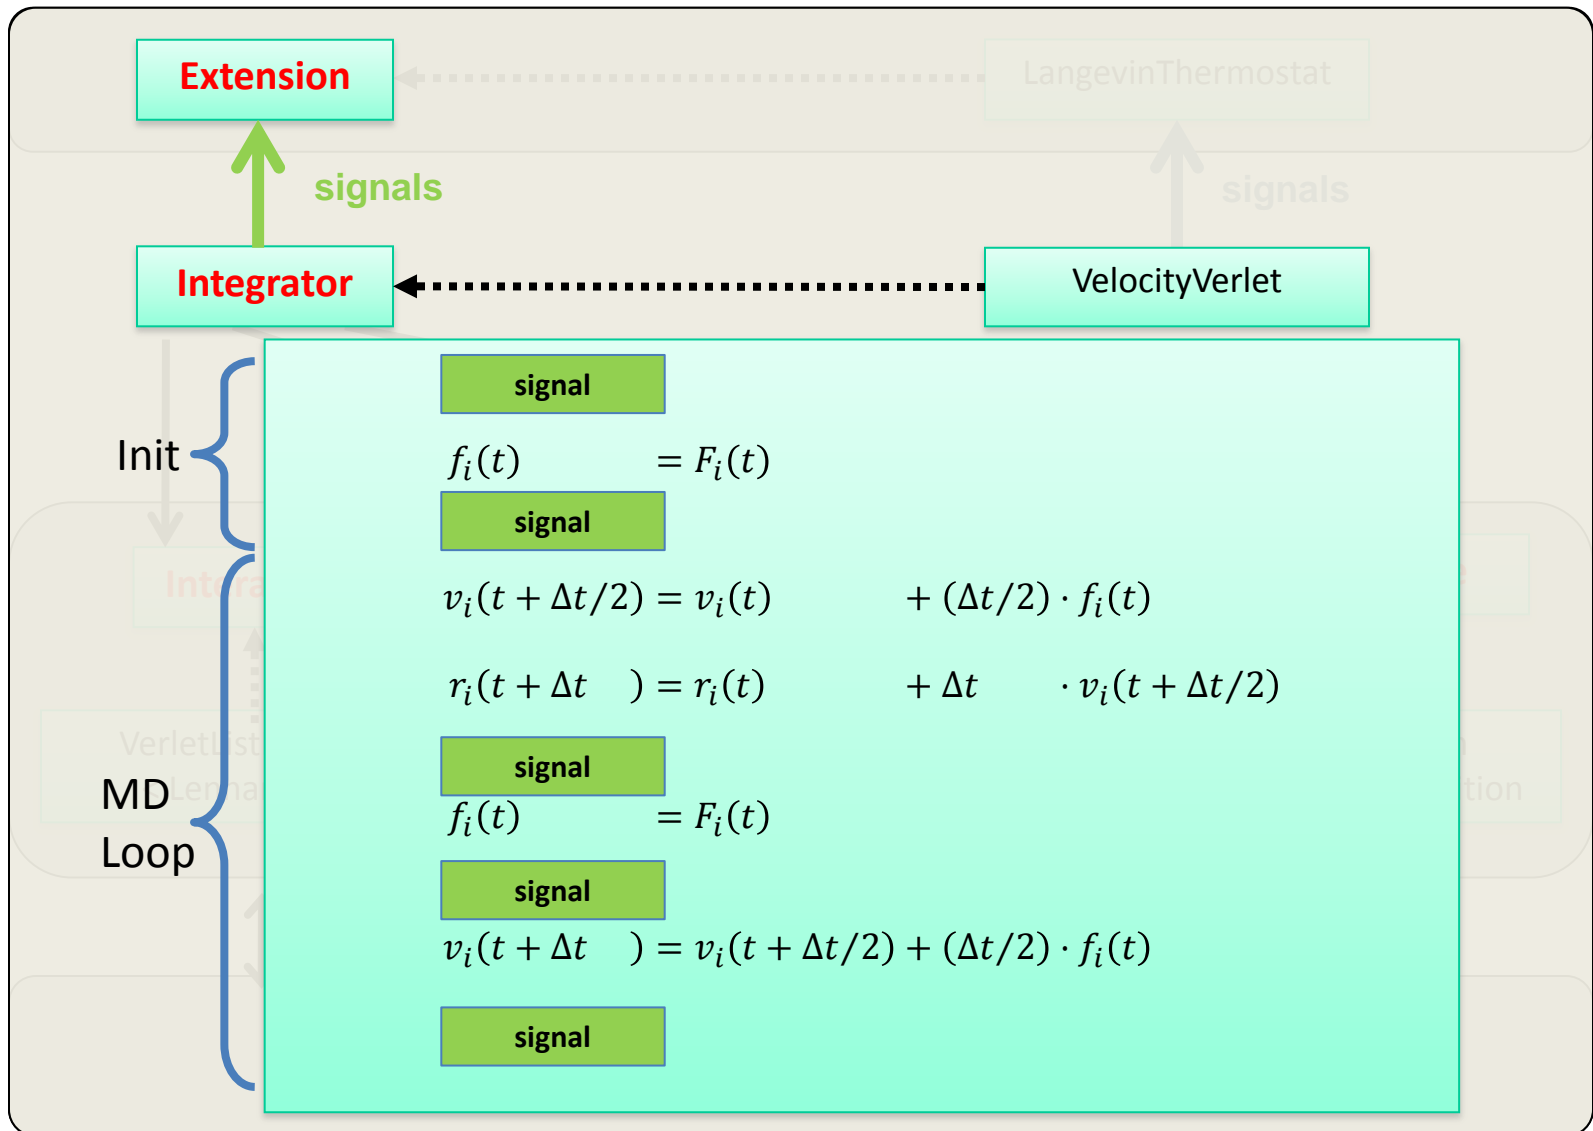 Extension
LangevinThermostat
signals
signals
Integrator
VelocityVerlet
signal
Init
f_i(t) = F_i(t)
signal
v_i(t + Δt/2) = v_i(t) + (Δt/2) · f_i(t)
r_i(t + Δt ) = r_i(t) + Δt · v_i(t + Δt/2)
VerletList
signal
MD
Loop
f_i(t) = F_i(t)
signal
v_i(t + Δt ) = v_i(t + Δt/2) + (Δt/2) · f_i(t)
signal